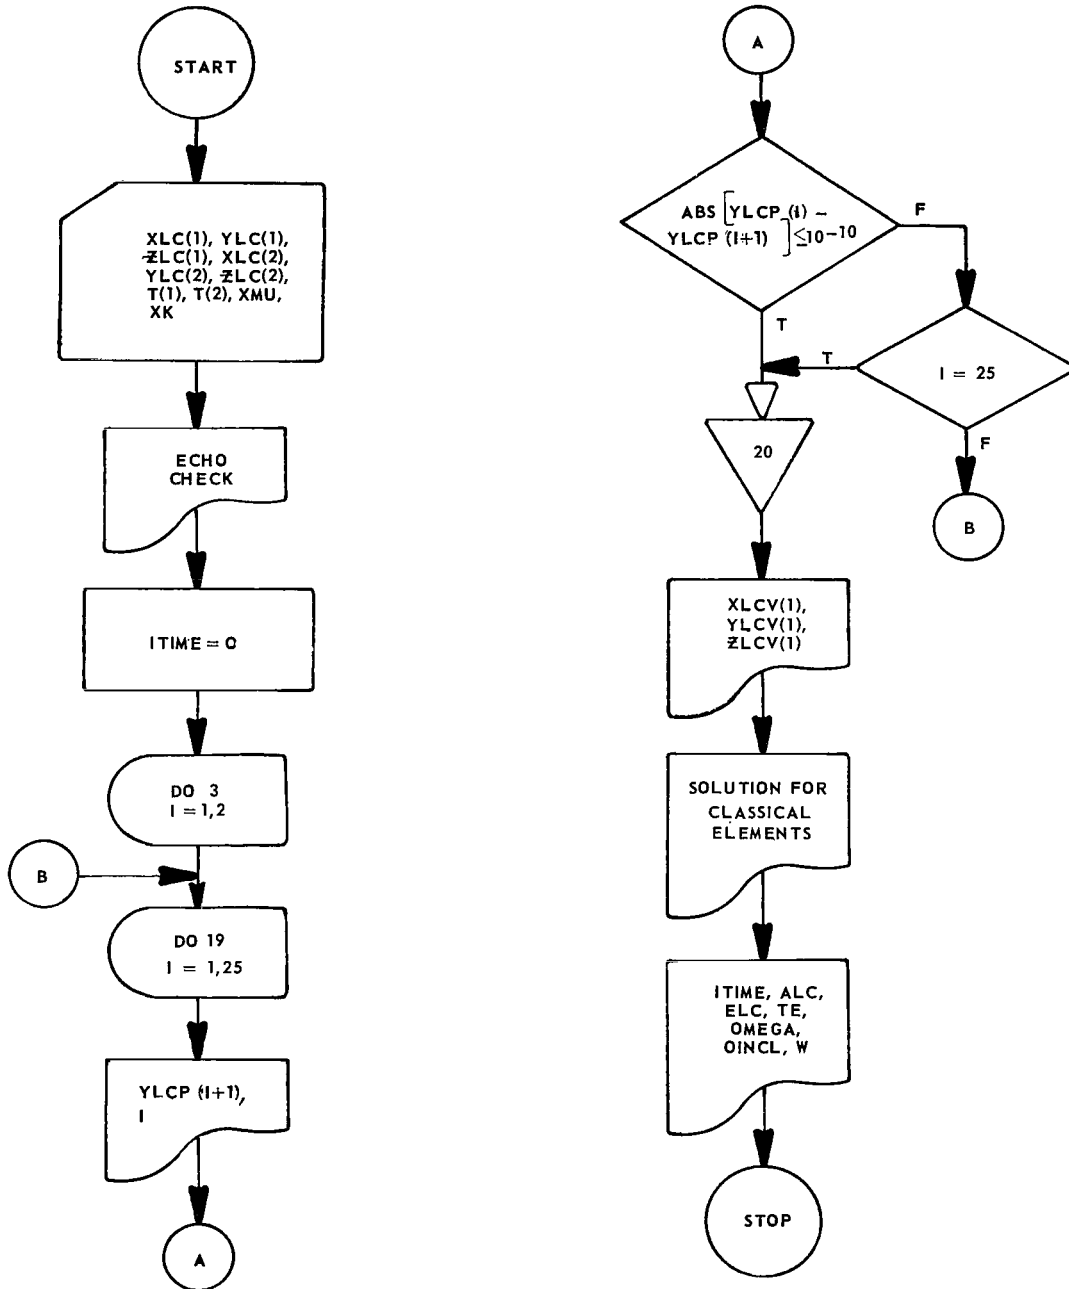 START
XLC(1), YLC(1),
ZLC(1), XLC(2),
YLC(2), ZLC(2),
T(1), T(2), XMU,
XK
ECHO
CHECK
ITIME = 0
DO 3
I = 1,2
B
DO 19
I = 1,25
YLCP (I+1),
I
A
A
ABS [YLCP (I) –
YLCP (I+1)] ≤10–10
F
T
T
I = 25
F
B
20
XLCV(1),
YLCV(1),
ZLCV(1)
SOLUTION FOR
CLASSICAL
ELEMENTS
ITIME, ALC,
ELC, TE,
OMEGA,
OINCL, W
STOP